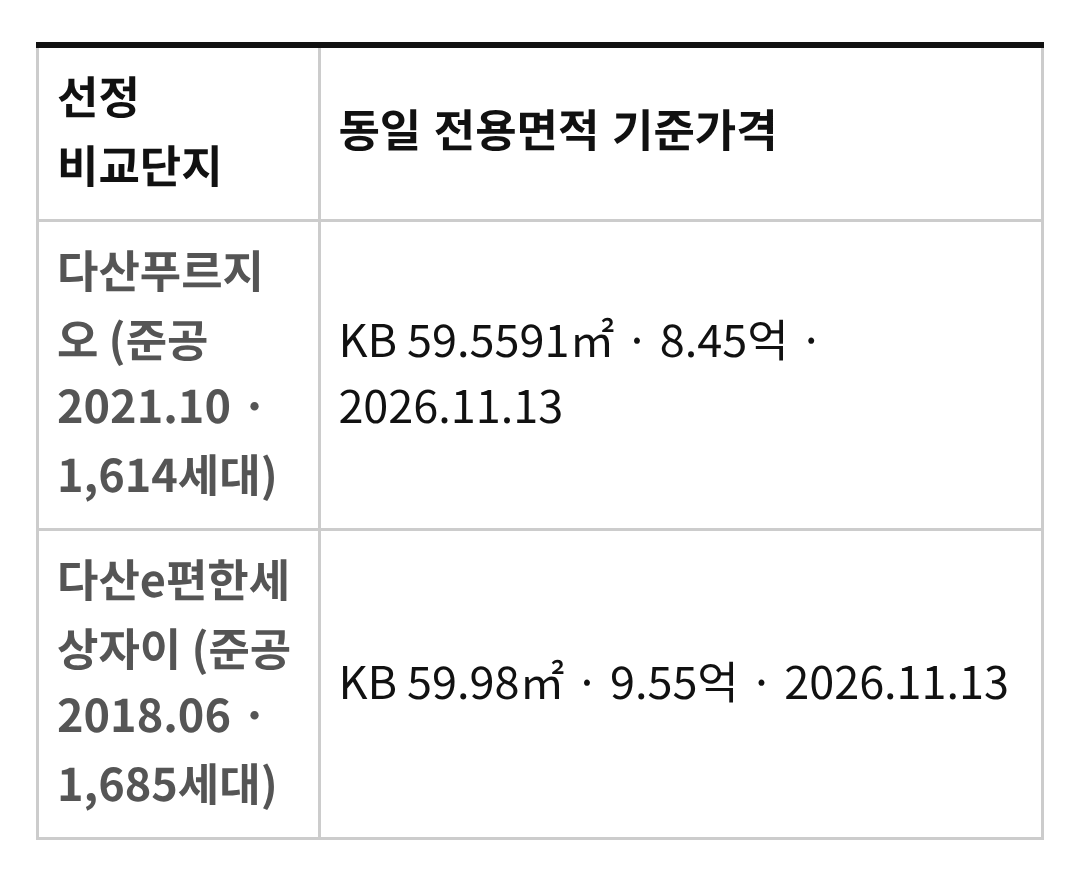 선정
비교단지
동일 전용면적 기준가격
다산푸르지
오 (준공
2021.10 ·
1,614세대)
KB 59.5591㎡ · 8.45억 ·
2026.11.13
다산e편한세
상자이 (준공
2018.06 ·
1,685세대)
KB 59.98㎡ · 9.55억 · 2026.11.13